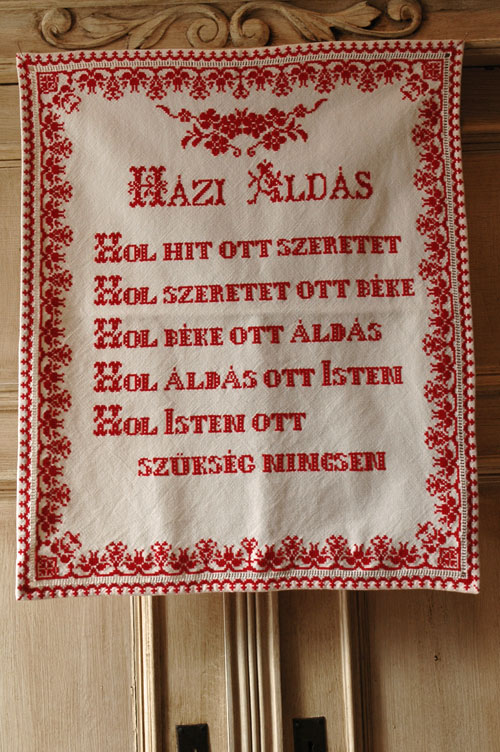 Házi Áldás
Hol hit ott szeretet
Hol szeretet ott béke
Hol béke ott áldás
Hol áldás ott Isten
Hol Isten ott
szükség nincsen